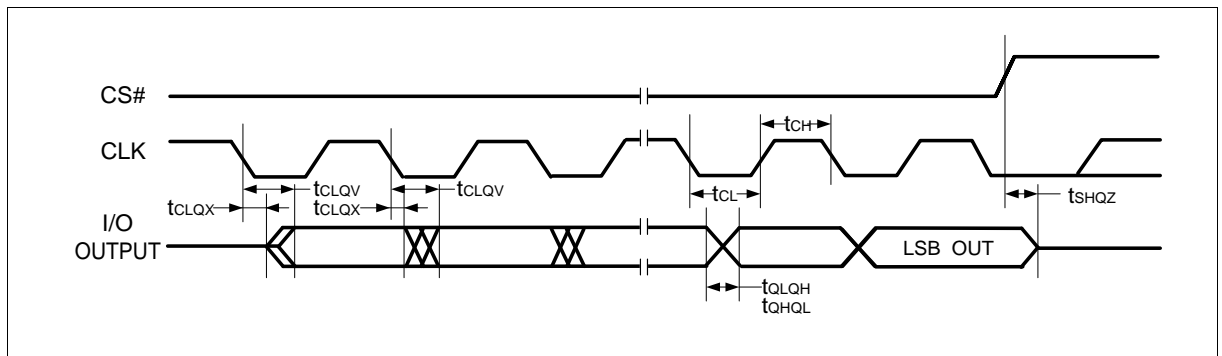 CS#
CLK
tCH
tCLQV
tCLQV
tCL
tSHQZ
tCLQX
tCLQX
I/O
OUTPUT
LSB OUT
tQLQH
tQHQL